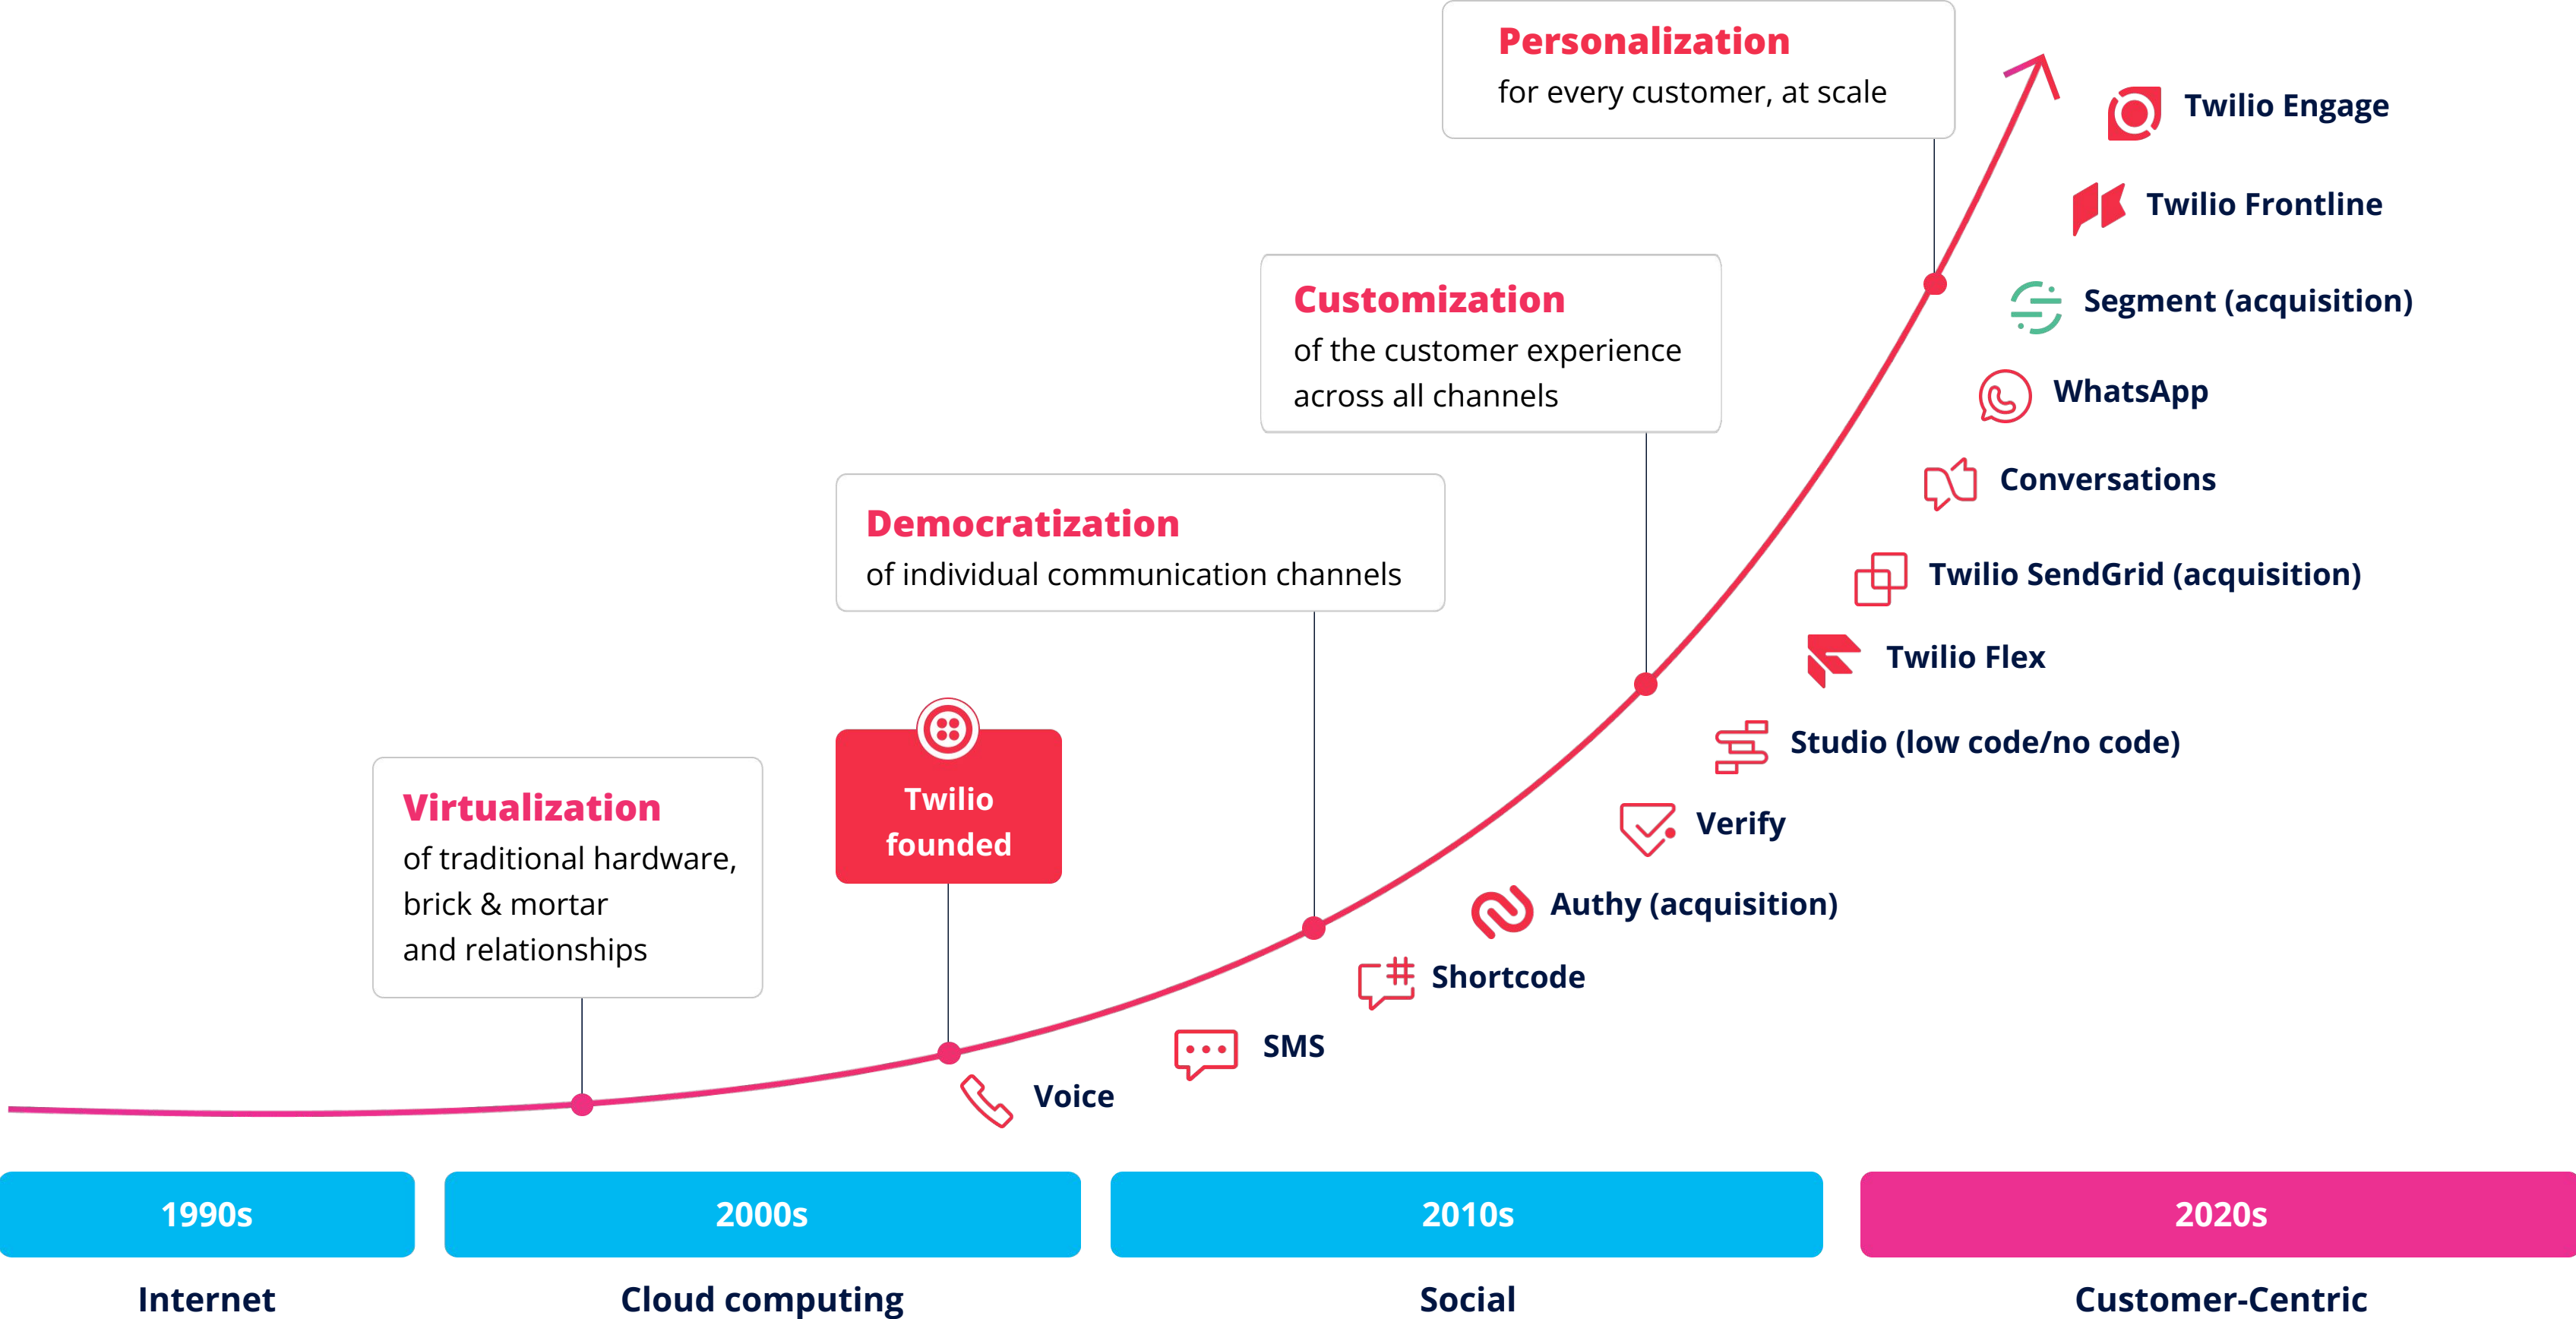 Personalization
for every customer, at scale
Customization
of the customer experience
across all channels
Democratization
of individual communication channels
Twilio
founded
Virtualization
of traditional hardware,
brick & mortar
and relationships
Twilio Engage
Twilio Frontline
Segment (acquisition)
WhatsApp
Conversations
Twilio SendGrid (acquisition)
Twilio Flex
Studio (low code/no code)
Verify
Authy (acquisition)
Shortcode
SMS
Voice
1990s
2000s
2010s
2020s
Internet
Cloud computing
Social
Customer-Centric